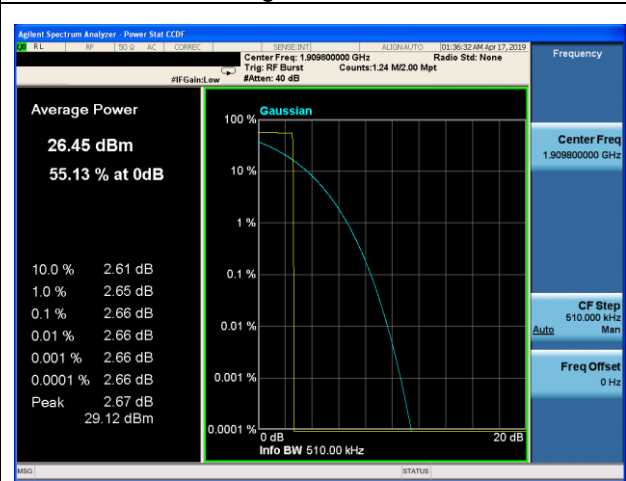 Agilent Spectrum Analyzer - Power Stat CCDF
RL RF 50 Ω AC CORREC SENSE:INT ALIGNAUTO 01:36:32 AM Apr 17, 2019
Center Freq: 1.909800000 GHz Radio Std: None
Trig: RF Burst Counts:1.24 M/2.00 Mpt
#IFGain:Low #Atten: 40 dB
Frequency
Average Power
26.45 dBm
55.13 % at 0dB
10.0 % 2.61 dB
1.0 % 2.65 dB
0.1 % 2.66 dB
0.01 % 2.66 dB
0.001 % 2.66 dB
0.0001 % 2.66 dB
Peak 2.67 dB
29.12 dBm
Gaussian
100 %
10 %
1 %
0.1 %
0.01 %
0.001 %
0.0001 %
0 dB 20 dB
Info BW 510.00 kHz
Center Freq
1.909800000 GHz
CF Step
510.000 kHz
Auto Man
Freq Offset
0 Hz
MSG STATUS